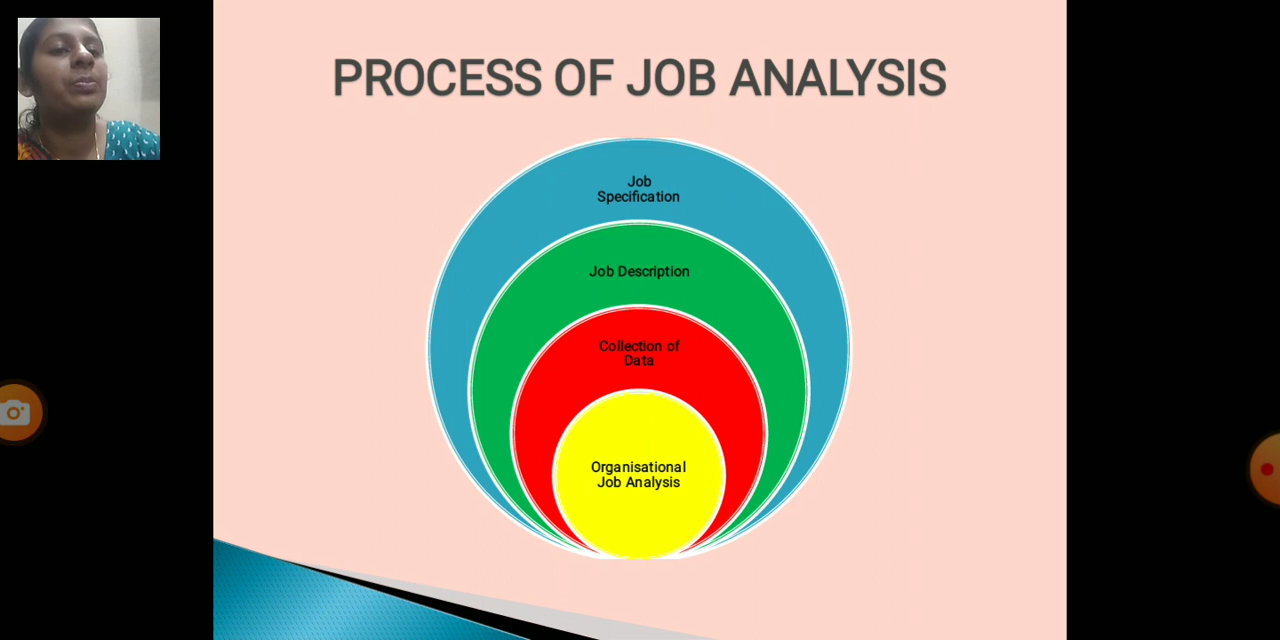 PROCESS OF JOB ANALYSIS
Job
Specification
Job Description
Collection of
Data
Organisational
Job Analysis